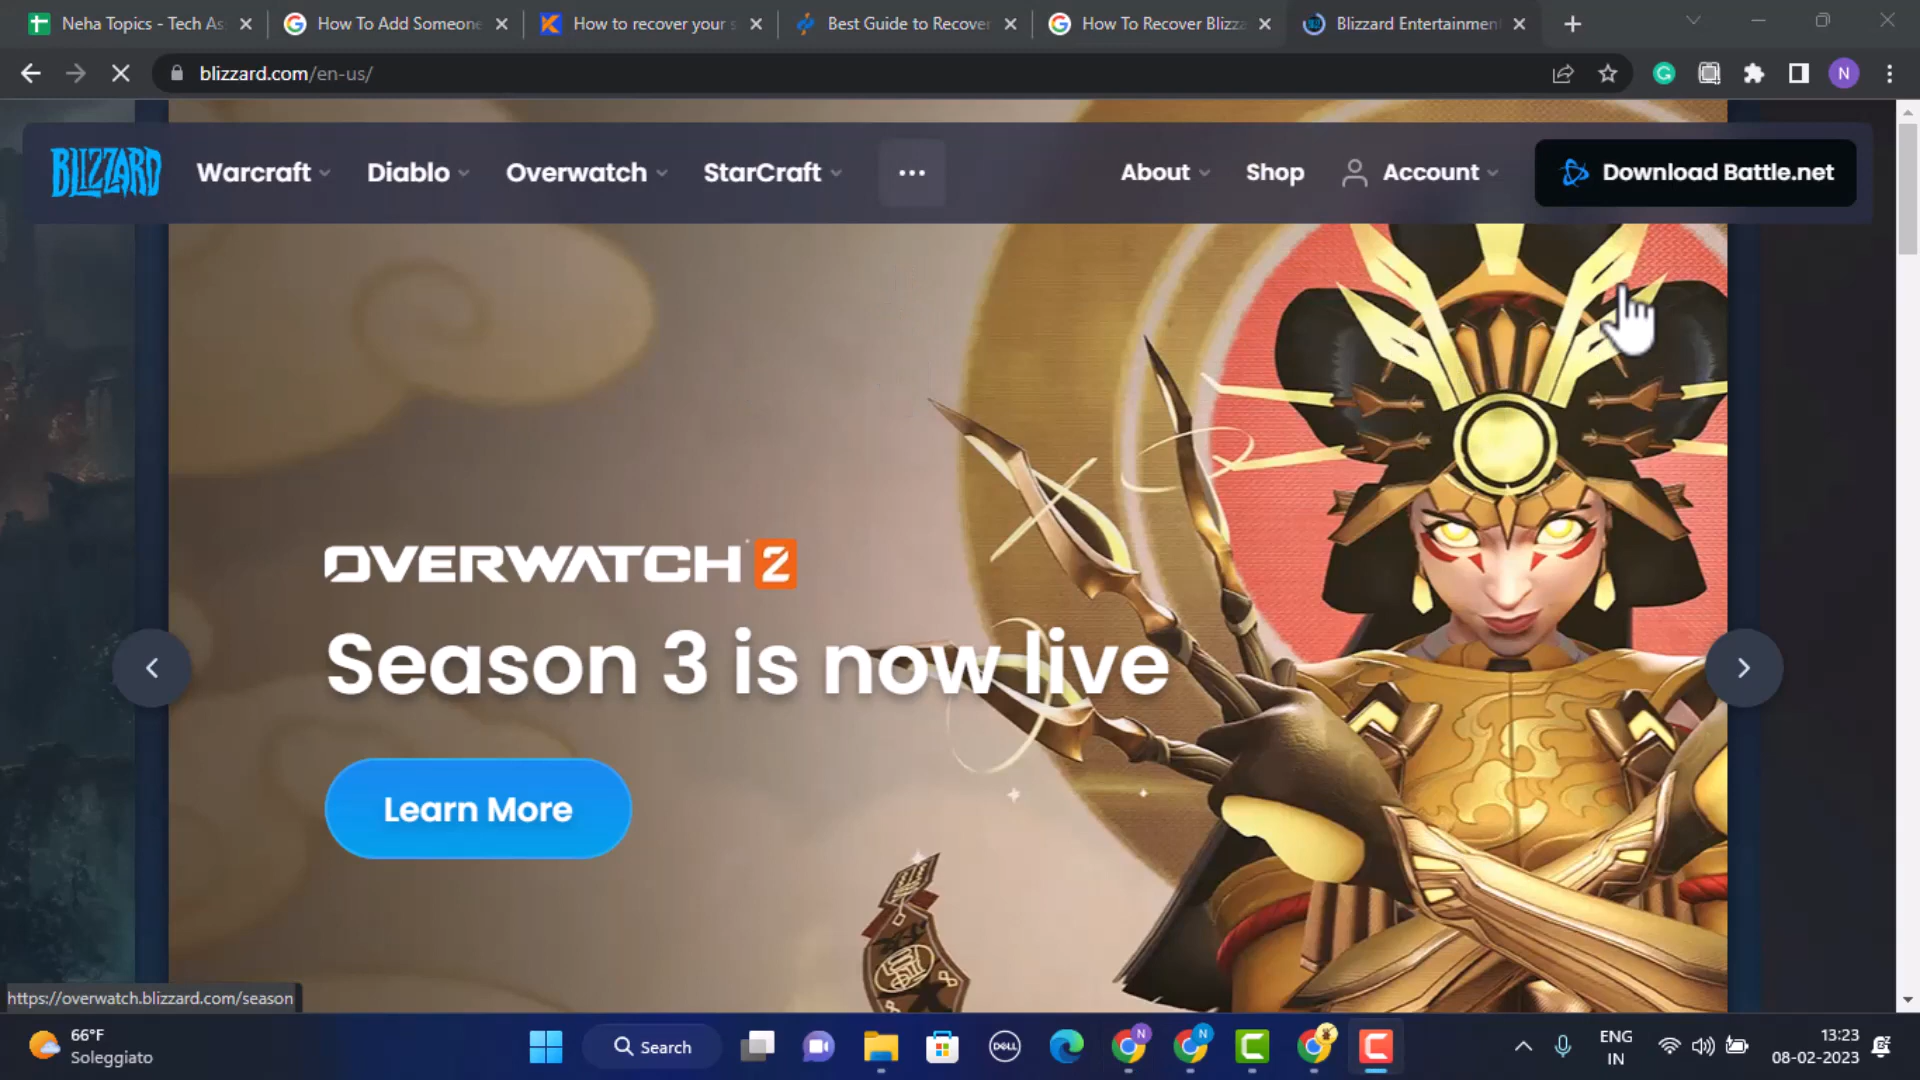 Neha Topics - Tech As
How To Add Someone
How to recover your s
Best Guide to Recover
How To Recover Blizza
Blizzard Entertainment
blizzard.com/en-us/
N
BLIZZARD
Warcraft
Diablo
Overwatch
StarCraft
...
About
Shop
Account
Download Battle.net
OVERWATCH 2
Season 3 is now live
Learn More
https://overwatch.blizzard.com/season
66°F
Soleggiato
Search
DELL
N
N
ENG
IN
13:23
08-02-2023